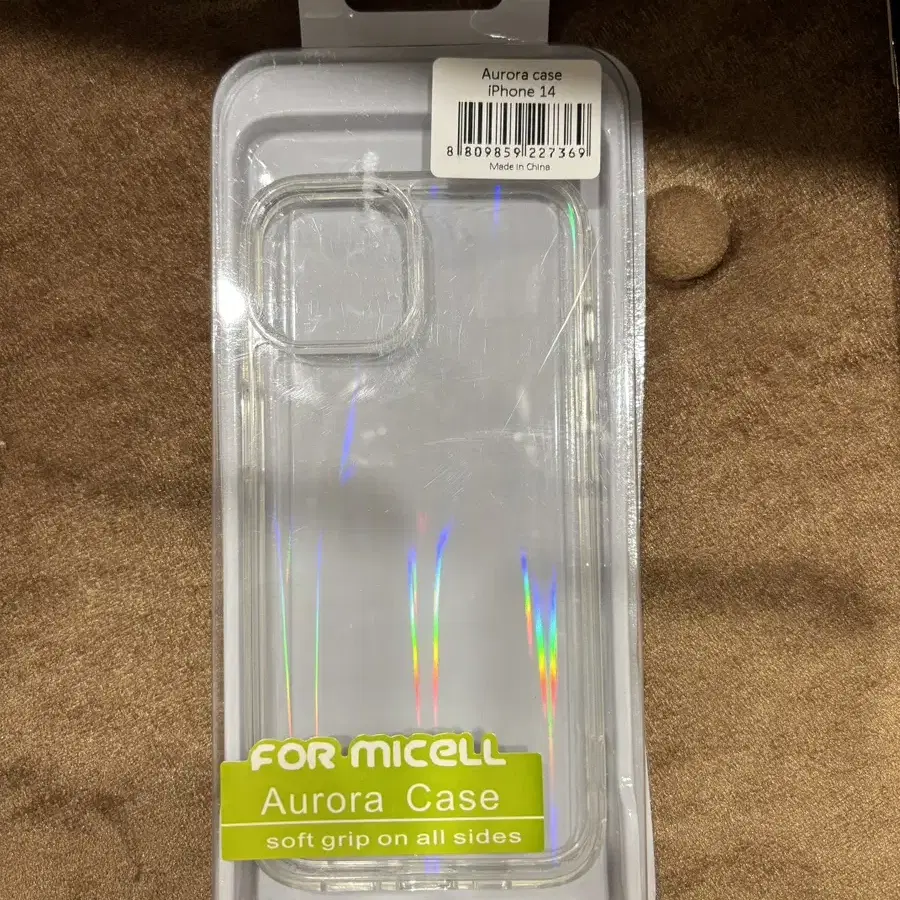 Aurora case
iPhone 14
8 809859 227369
Made in China
FOR MICELL
Aurora Case
soft grip on all sides